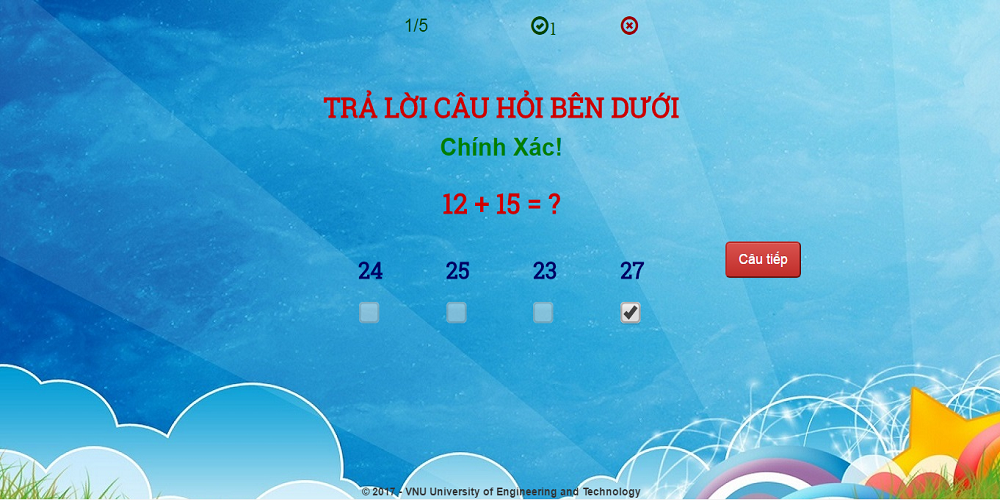 1/5 1
TRẢ LỜI CÂU HỎI BÊN DƯỚI
Chính Xác!
12 + 15 = ?
24 25 23 27
Câu tiếp
© 2017 - VNU University of Engineering and Technology